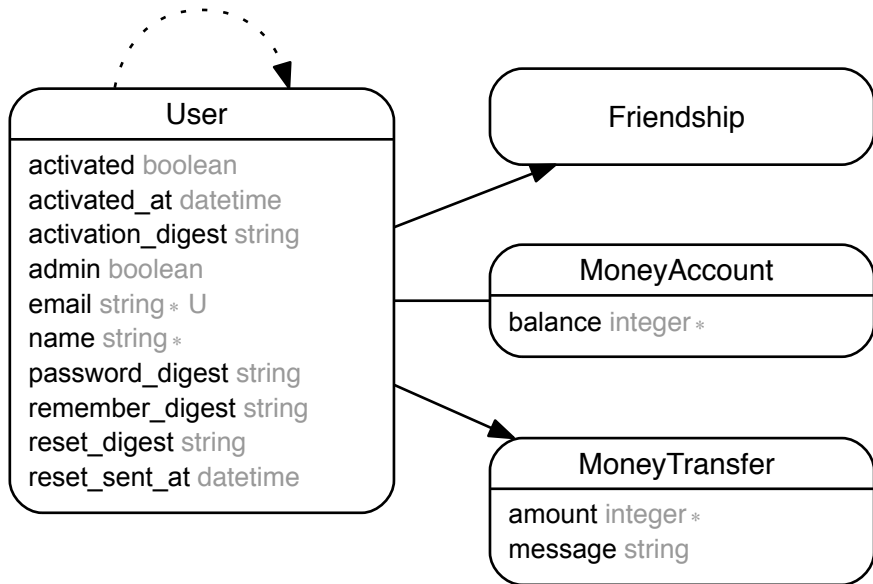 User
activated boolean
activated_at datetime
activation_digest string
admin boolean
email string ∗ U
name string ∗
password_digest string
remember_digest string
reset_digest string
reset_sent_at datetime
Friendship
MoneyAccount
balance integer ∗
MoneyTransfer
amount integer ∗
message string